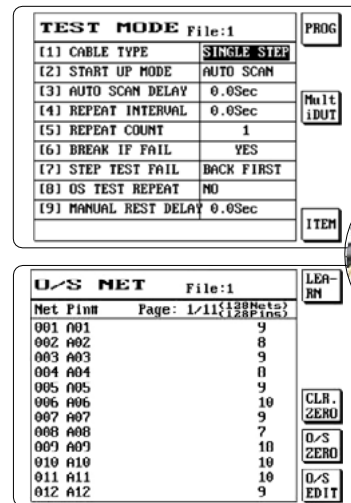 TEST MODE File:1
PROG
[1] CABLE TYPE SINGLE STEP
[2] START UP MODE AUTO SCAN
[3] AUTO SCAN DELAY 0.0Sec
Mult
iDUT
[4] REPEAT INTERVAL 0.0Sec
[5] REPEAT COUNT 1
[6] BREAK IF FAIL YES
[7] STEP TEST FAIL BACK FIRST
[8] OS TEST REPEAT NO
[9] MANUAL REST DELAY 0.0Sec
ITEM
O/S NET File:1
LEA-
RN
Net Pin# Page: 1/11(128Nets)
(128Pins)
001 A01 9
002 A02 8
003 A03 9
004 A04 0
005 A05 9
006 A06 10
CLR.
ZERO
007 A07 9
008 A08 7
O/S
ZERO
009 A09 10
010 A10 10
011 A11 10
O/S
EDIT
012 A12 9